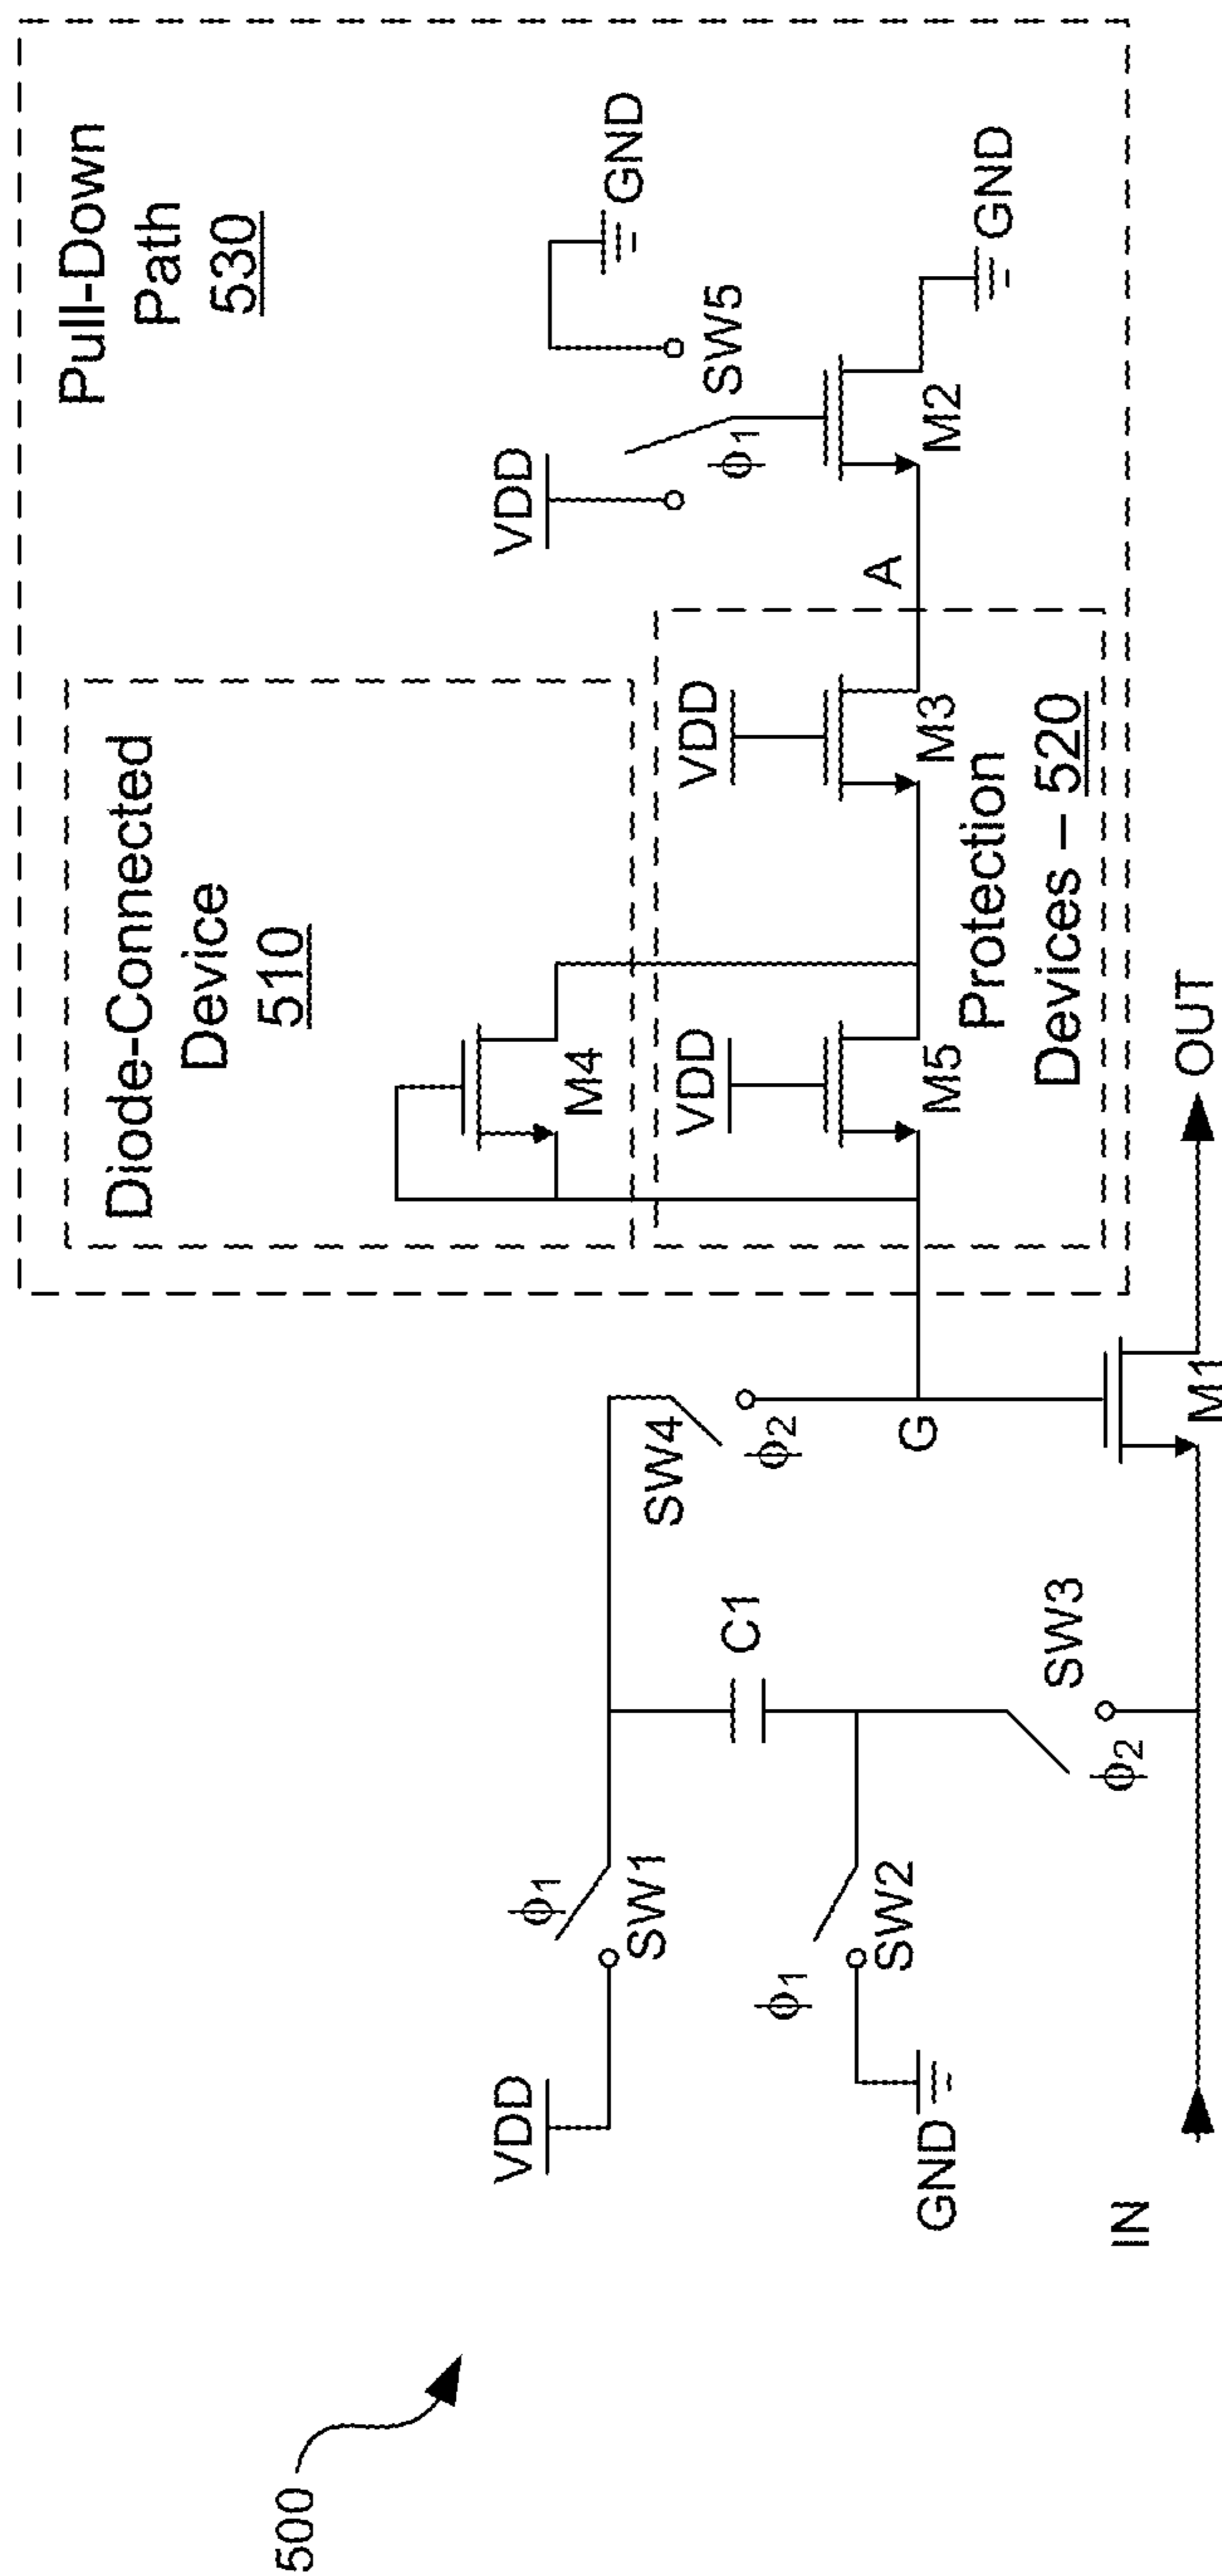 500
Pull-Down
Path
530
Diode-Connected
Device
510
M4
VDD
GND
SW5
ϕ1
VDD
VDD
M5
M3
A
M2
GND
Protection
Devices – 520
VDD
ϕ1
SW1
C1
SW4
ϕ2
G
ϕ1
SW2
GND
SW3
ϕ2
IN
M1
OUT